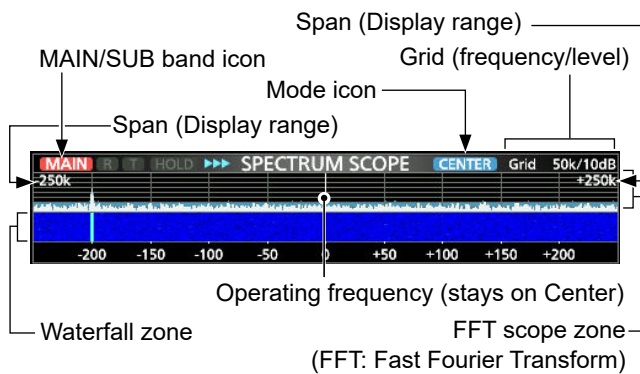 Span (Display range)
MAIN/SUB band icon
Grid (frequency/level)
Mode icon
Span (Display range)
MAIN R T HOLD SPECTRUM SCOPE CENTER Grid 50k/10dB
-250k +250k
-200 -150 -100 -50 0 +50 +100 +150 +200
Operating frequency (stays on Center)
Waterfall zone
FFT scope zone
(FFT: Fast Fourier Transform)